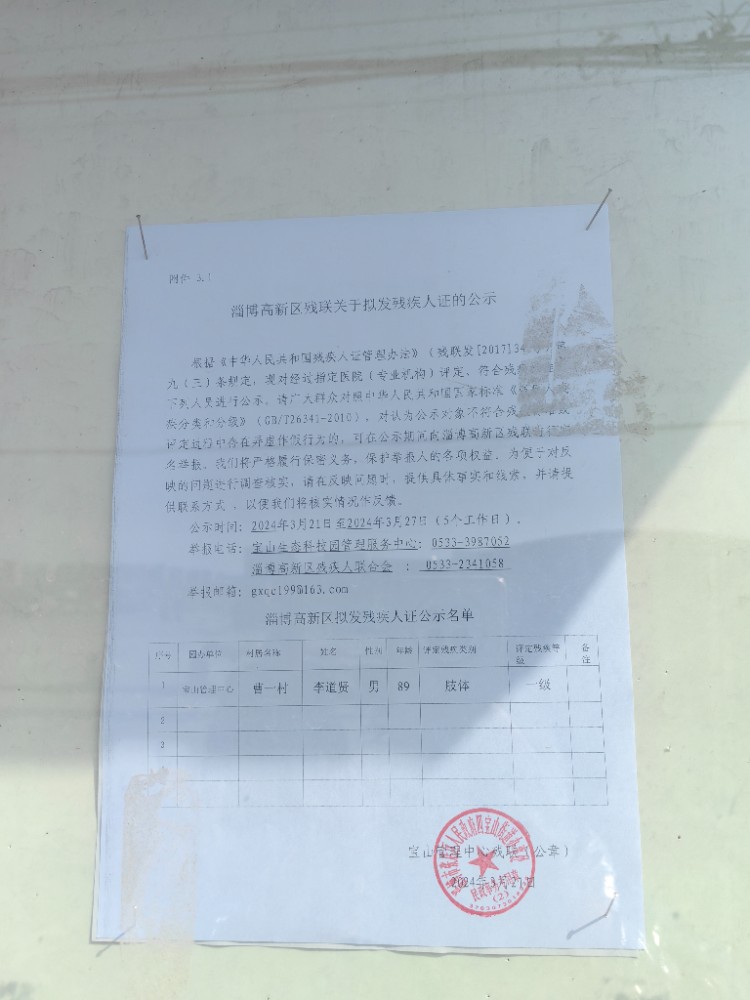 附件 3.1
淄博高新区残联关于拟发残疾人证的公示
根据《中华人民共和国残疾人证管理办法》（残联发[2017]34
九（三）条规定，现对经过指定医院（专业机构）评定，符合残
下列人员进行公示。请广大群众对照中华人民共和国国家标准《残疾人残
疾分类和分级》（GB/T26341-2010），对认为公示对象不符合残
评定过程中存在弄虚作假行为的，可在公示期间向淄博高新区残联
名举报。我们将严格履行保密义务，保护举报人的各项权益。为便于对反
映的问题进行调查核实，请在反映问题时，提供具体事实和线索，并请提
供联系方式，以便我们将核实情况作反馈。
公示时间：2024年3月21日至2024年3月27日（5个工作日）。
举报电话：宝山生态科技园管理服务中心：0533-3987052
淄博高新区残疾人联合会 ： 0533-2341058
举报邮箱：gxqcl99@163.com
淄博高新区拟发残疾人证公示名单
序号 园办单位 村居名称 姓名 性别 年龄 评定残疾类别 评定残疾等级 备注
1 宝山管理中心 曹一村 李道贤 男 89 肢体 一级
2
3
宝山管理中心残联（公章）
2024年3月27日